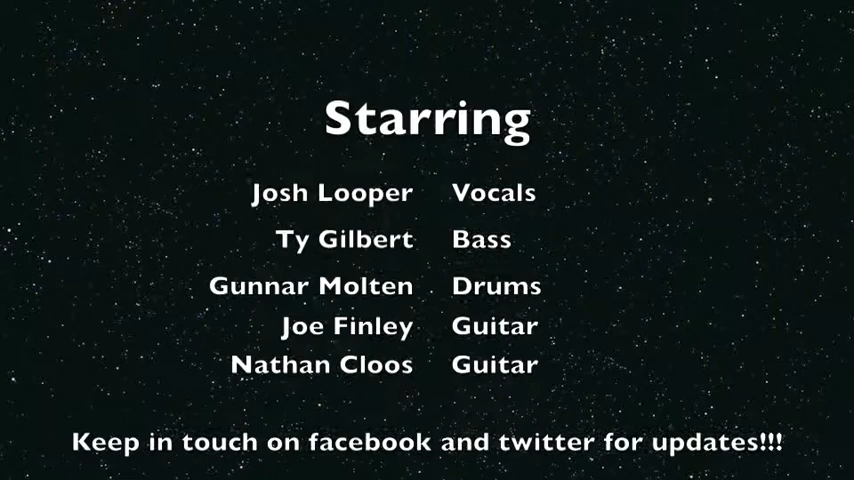 Starring
Josh Looper Vocals
Ty Gilbert Bass
Gunnar Molten Drums
Joe Finley Guitar
Nathan Cloos Guitar
Keep in touch on facebook and twitter for updates!!!